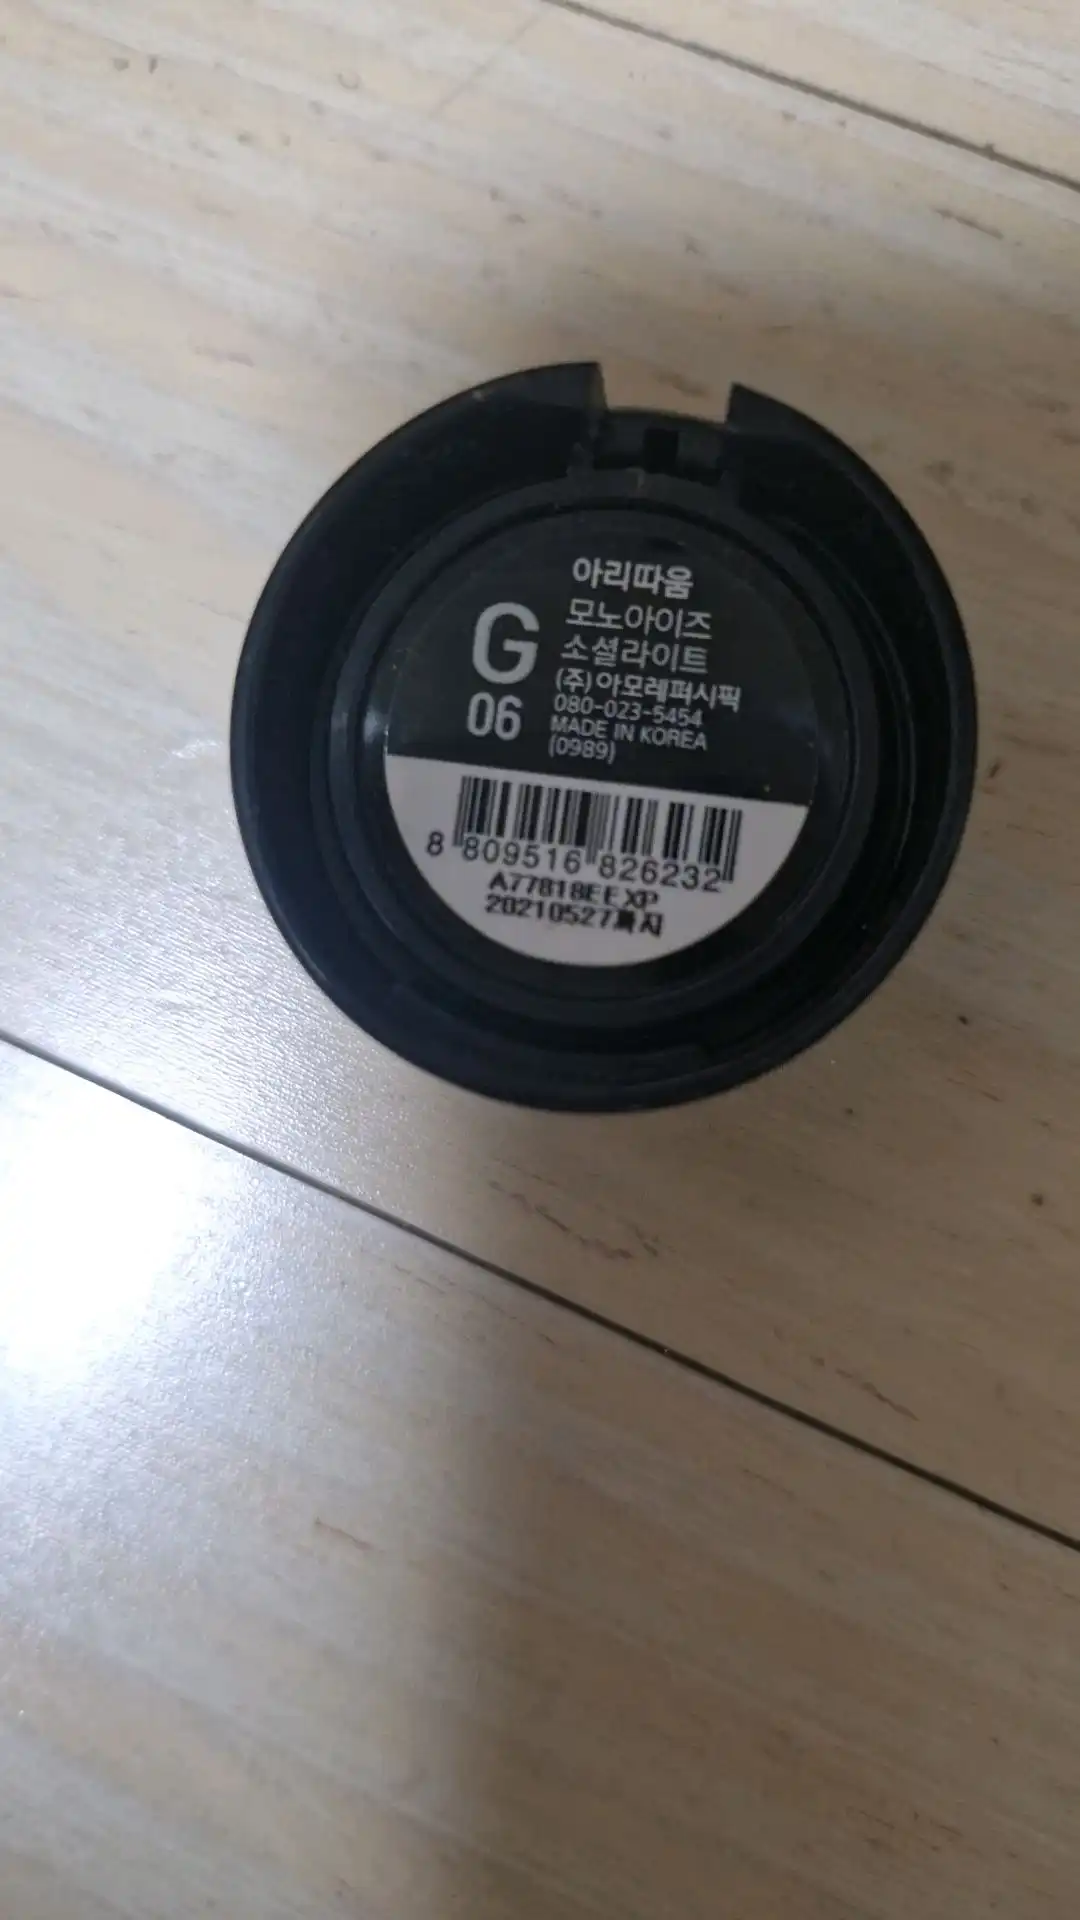 아리따움
모노아이즈
소셜라이트
G
06
(주)아모레퍼시픽
080-023-5454
MADE IN KOREA
(0989)
8 809516 826232
A77818EE XP
20210527까지